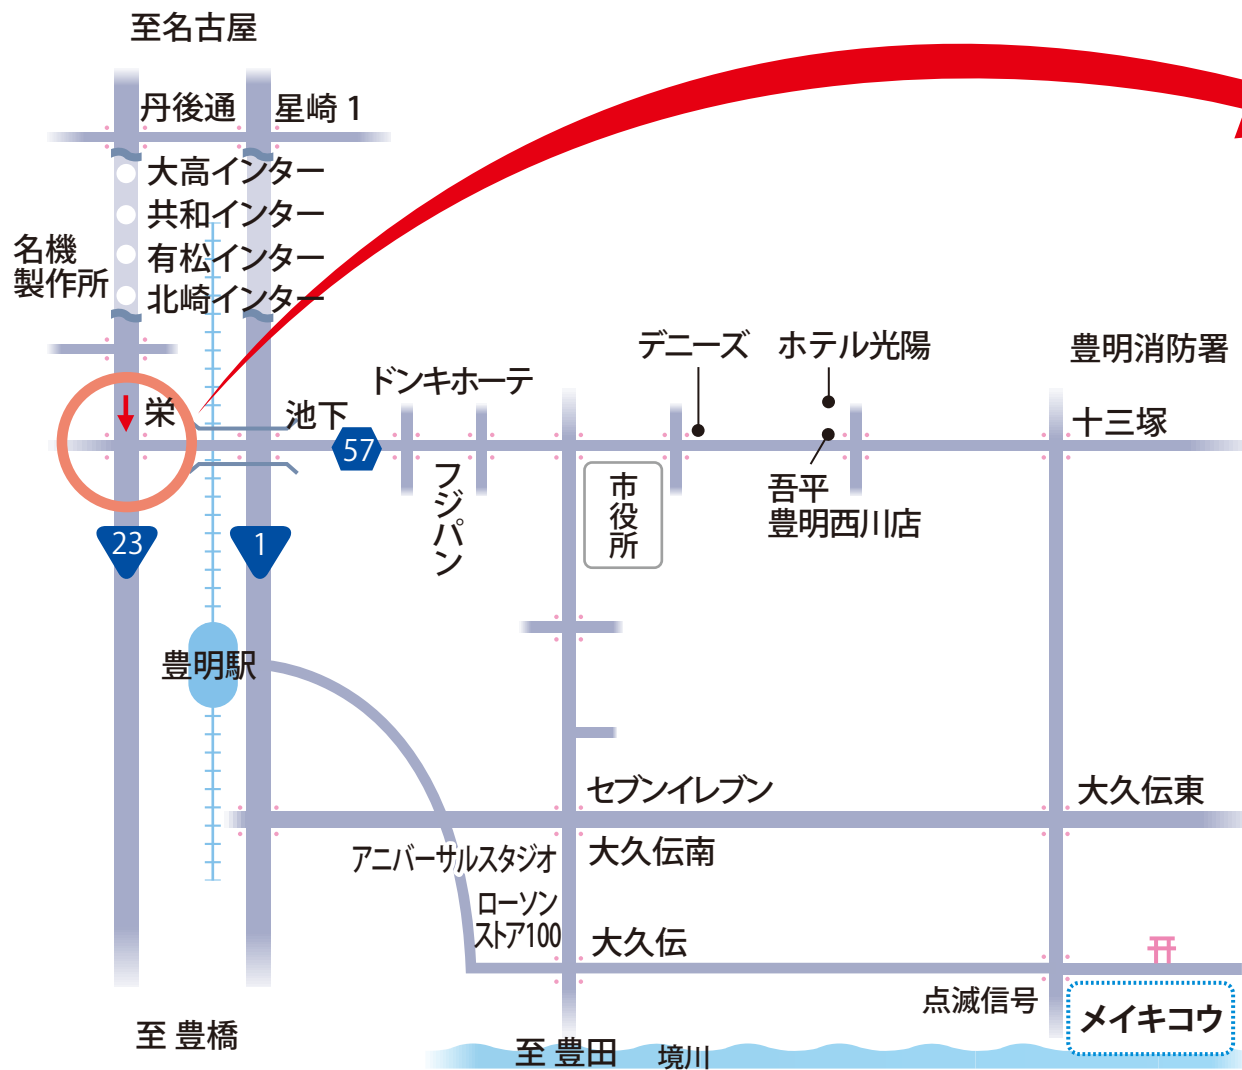 至名古屋
丹後通
星崎 1
大高インター
共和インター
有松インター
北崎インター
名機
製作所
デニーズ
ホテル光陽
豊明消防署
ドンキホーテ
栄
池下
十三塚
57
フジパン
市役所
吾平
豊明西川店
23
1
豊明駅
セブンイレブン
大久伝東
アニバーサルスタジオ
大久伝南
ローソン
ストア100
大久伝
点滅信号
メイキコウ
至 豊橋
至 豊田
境川